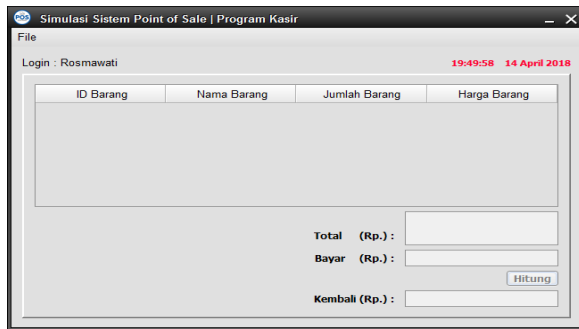 POS Simulasi Sistem Point of Sale | Program Kasir
File
Login : Rosmawati 19:49:58 14 April 2018
ID Barang Nama Barang Jumlah Barang Harga Barang
Total (Rp.) :
Bayar (Rp.) :
Hitung
Kembali (Rp.) :